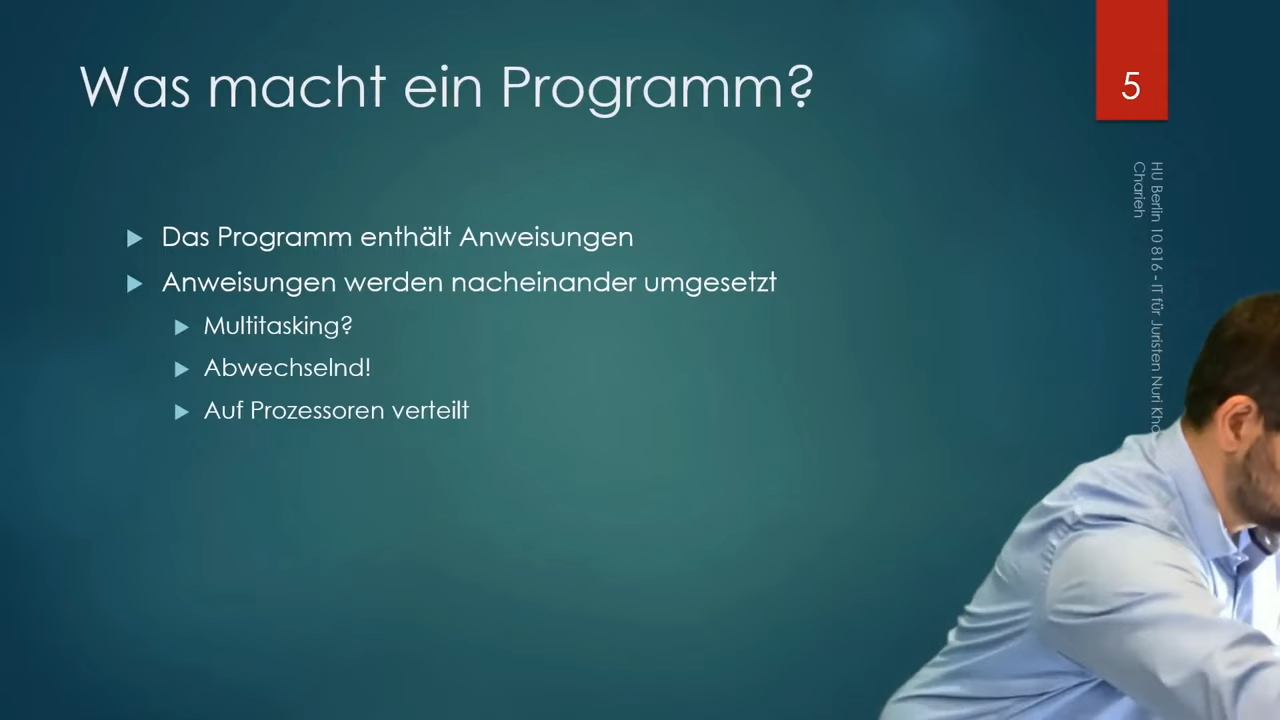 Was macht ein Programm?
5
Das Programm enthält Anweisungen
Anweisungen werden nacheinander umgesetzt
Multitasking?
Abwechselnd!
Auf Prozessoren verteilt
HU Berlin 10 816 - IT für Juristen Nuri Kho
Charieh